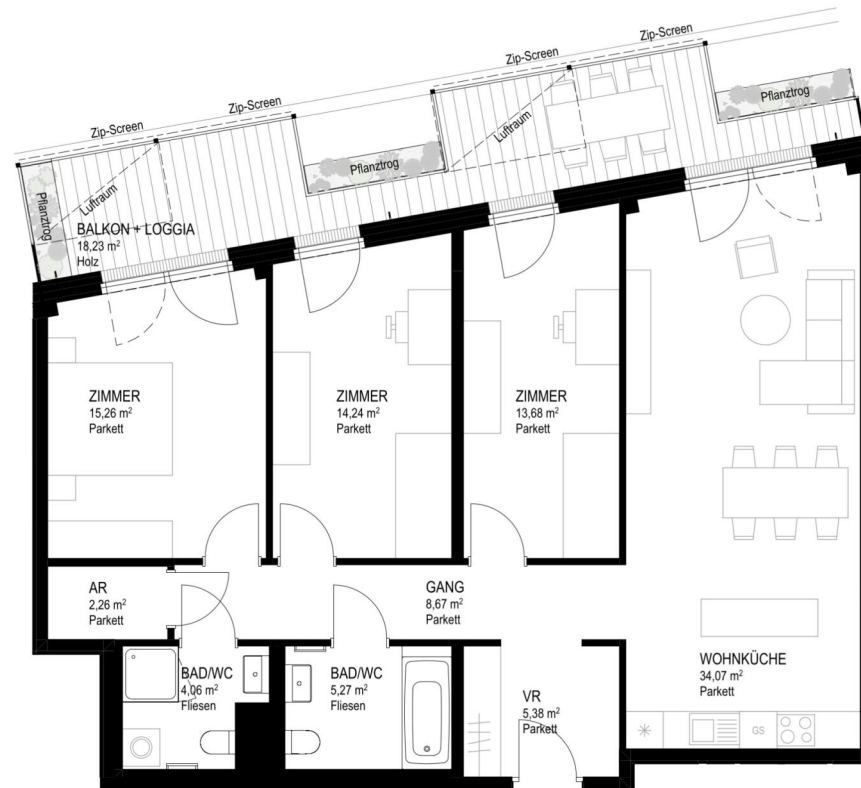 Zip-Screen
Zip-Screen
Zip-Screen
Zip-Screen
Pflanztrog
Luftraum
Pflanztrog
Luftraum
Pflanztrog
BALKON + LOGGIA
18,23 m²
Holz
ZIMMER
15,26 m²
Parkett
ZIMMER
14,24 m²
Parkett
ZIMMER
13,68 m²
Parkett
AR
2,26 m²
Parkett
GANG
8,67 m²
Parkett
BAD/WC
4,06 m²
Fliesen
BAD/WC
5,27 m²
Fliesen
VR
5,38 m²
Parkett
WOHNKÜCHE
34,07 m²
Parkett
GS